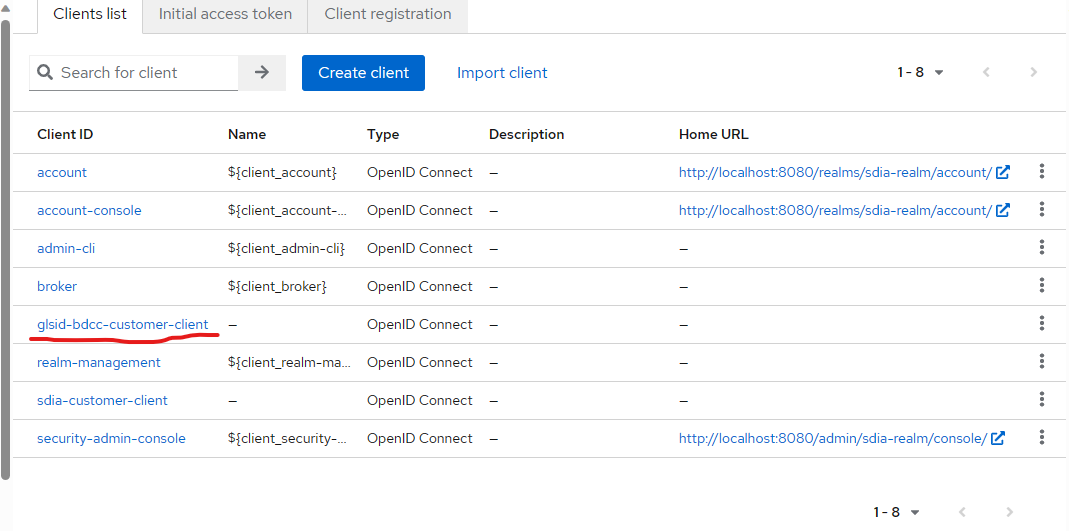 Clients list Initial access token Client registration
Search for client Create client Import client 1 - 8
Client ID Name Type Description Home URL
account ${client_account} OpenID Connect – http://localhost:8080/realms/sdia-realm/account/
account-console ${client_account-... OpenID Connect – http://localhost:8080/realms/sdia-realm/account/
admin-cli ${client_admin-cli} OpenID Connect – –
broker ${client_broker} OpenID Connect – –
glsid-bdcc-customer-client – OpenID Connect – –
realm-management ${client_realm-ma... OpenID Connect – –
sdia-customer-client – OpenID Connect – –
security-admin-console ${client_security-... OpenID Connect – http://localhost:8080/admin/sdia-realm/console/
1 - 8